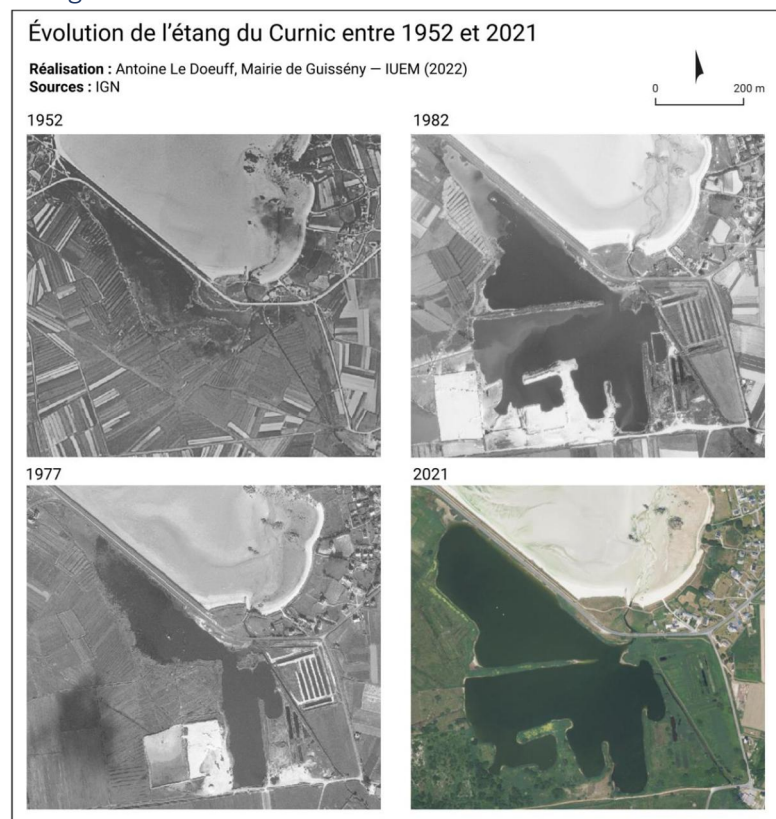 Évolution de l'étang du Curnic entre 1952 et 2021
Réalisation : Antoine Le Doeuff, Mairie de Guissény — IUEM (2022)
Sources : IGN
0 200 m
1952
1982
1977
2021